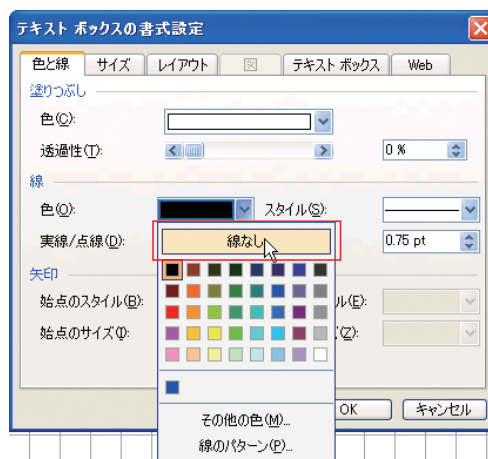 テキスト ボックスの書式設定
色と線 サイズ レイアウト 図 テキスト ボックス Web
塗りつぶし
色(C):
透過性(T): 0 %
線
色(O): スタイル(S):
線なし
実線/点線(D): 0.75 pt
矢印
始点のスタイル(B): ル(E):
始点のサイズ(I): (Z):
その他の色(M)...
OK キャンセル
線のパターン(P)...